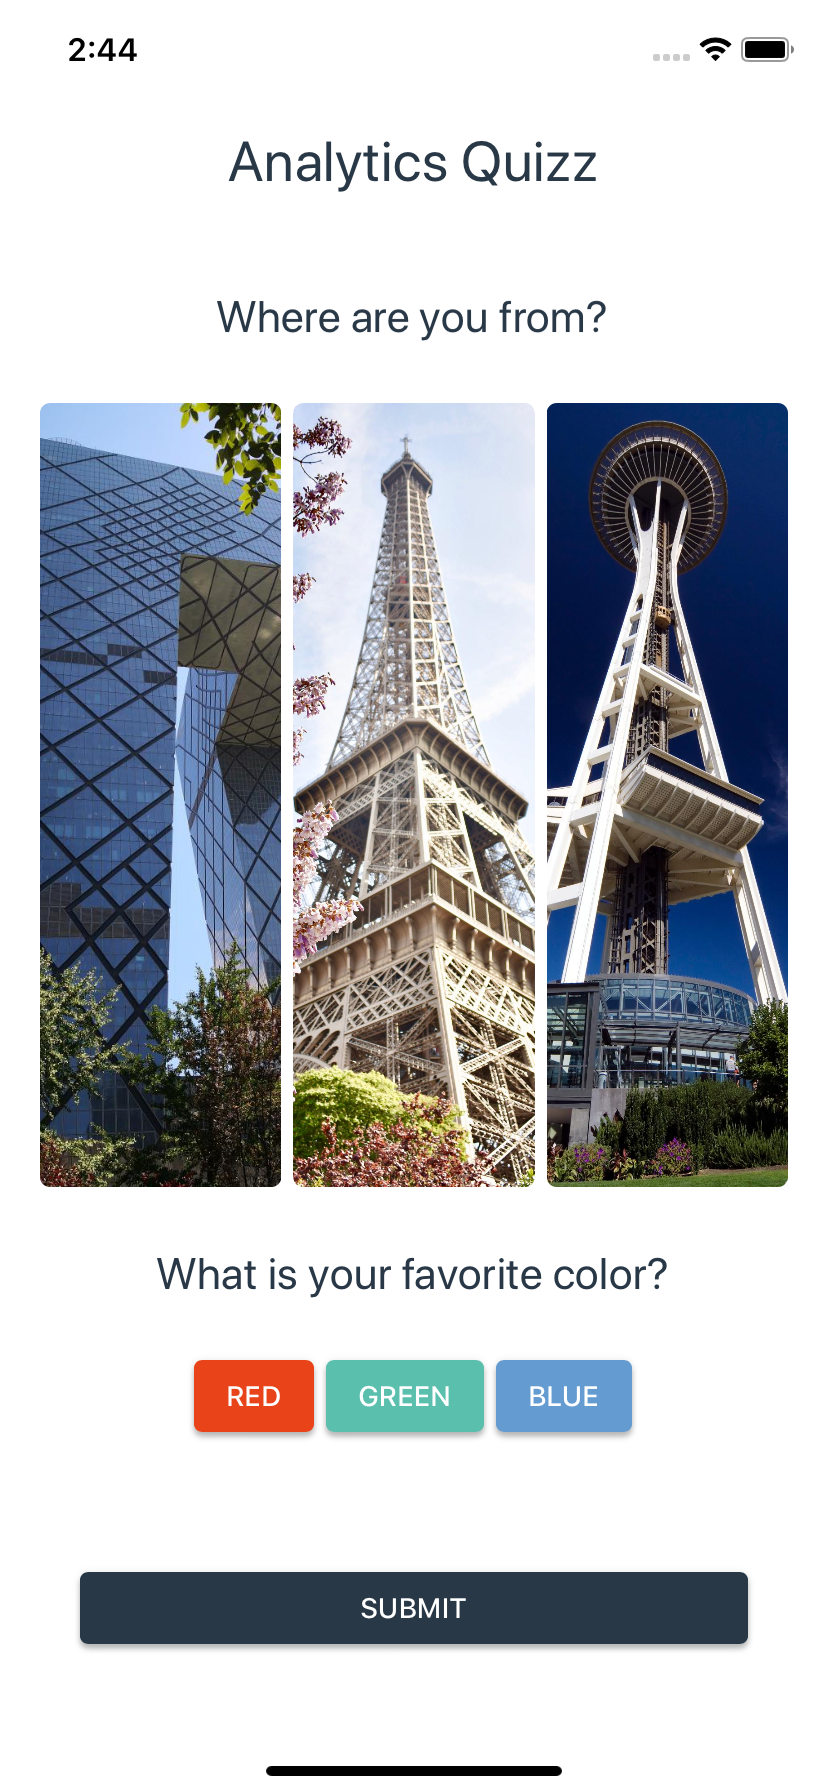 2:44
Analytics Quizz
Where are you from?
What is your favorite color?
RED GREEN BLUE
SUBMIT